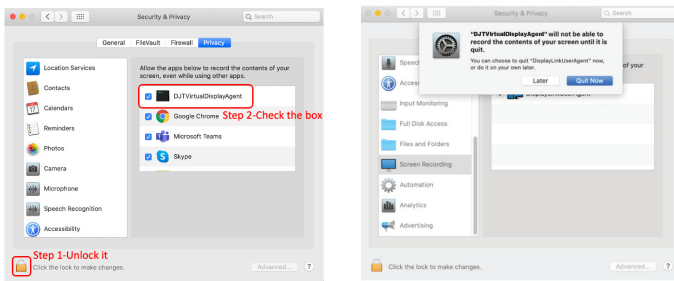 Security & Privacy
Search
General FileVault Firewall Privacy
Location Services
Contacts
Calendars
Reminders
Photos
Camera
Microphone
Speech Recognition
Accessibility
Allow the apps below to record the contents of your
screen, even while using other apps.
DJTVirtualDisplayAgent
Google Chrome
Step 2-Check the box
Microsoft Teams
Skype
Step 1-Unlock it
Click the lock to make changes.
Advanced...
?
Security & Privacy
Search
"DJTVirtualDisplayAgent" will not be able to
record the contents of your screen until it is
quit.
You can choose to quit "DisplayLinkUserAgent" now,
or do it on your own later.
Later
Quit Now
of your
Input Monitoring
Full Disk Access
Files and Folders
Screen Recording
Automation
Analytics
Advertising
Click the lock to make changes.
Advanced...
?